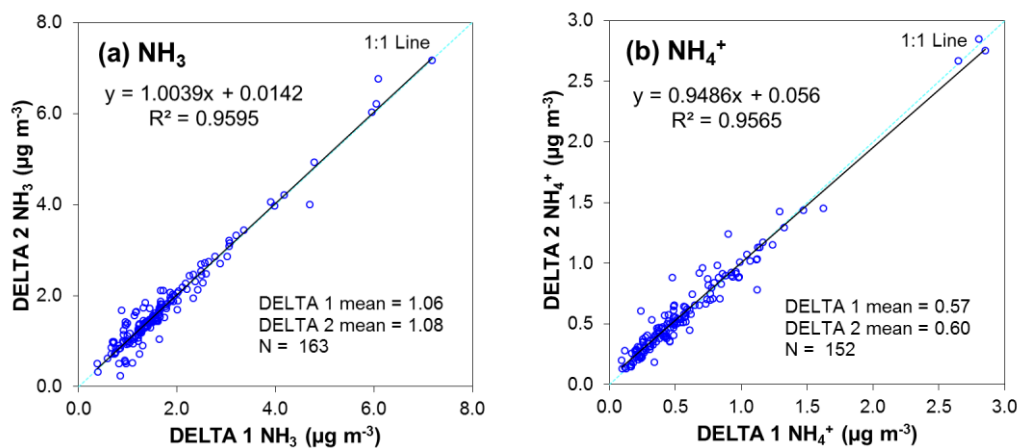 8.0
6.0
4.0
2.0
0.0
DELTA 2 NH₃ (µg m⁻³)
(a) NH₃
1:1 Line
y = 1.0039x + 0.0142
R² = 0.9595
DELTA 1 mean = 1.06
DELTA 2 mean = 1.08
N = 163
0.0 2.0 4.0 6.0 8.0
DELTA 1 NH₃ (µg m⁻³)
3.0
2.5
2.0
1.5
1.0
0.5
0.0
DELTA 2 NH₄⁺ (µg m⁻³)
(b) NH₄⁺
1:1 Line
y = 0.9486x + 0.056
R² = 0.9565
DELTA 1 mean = 0.57
DELTA 2 mean = 0.60
N = 152
0.0 0.5 1.0 1.5 2.0 2.5 3.0
DELTA 1 NH₄⁺ (µg m⁻³)